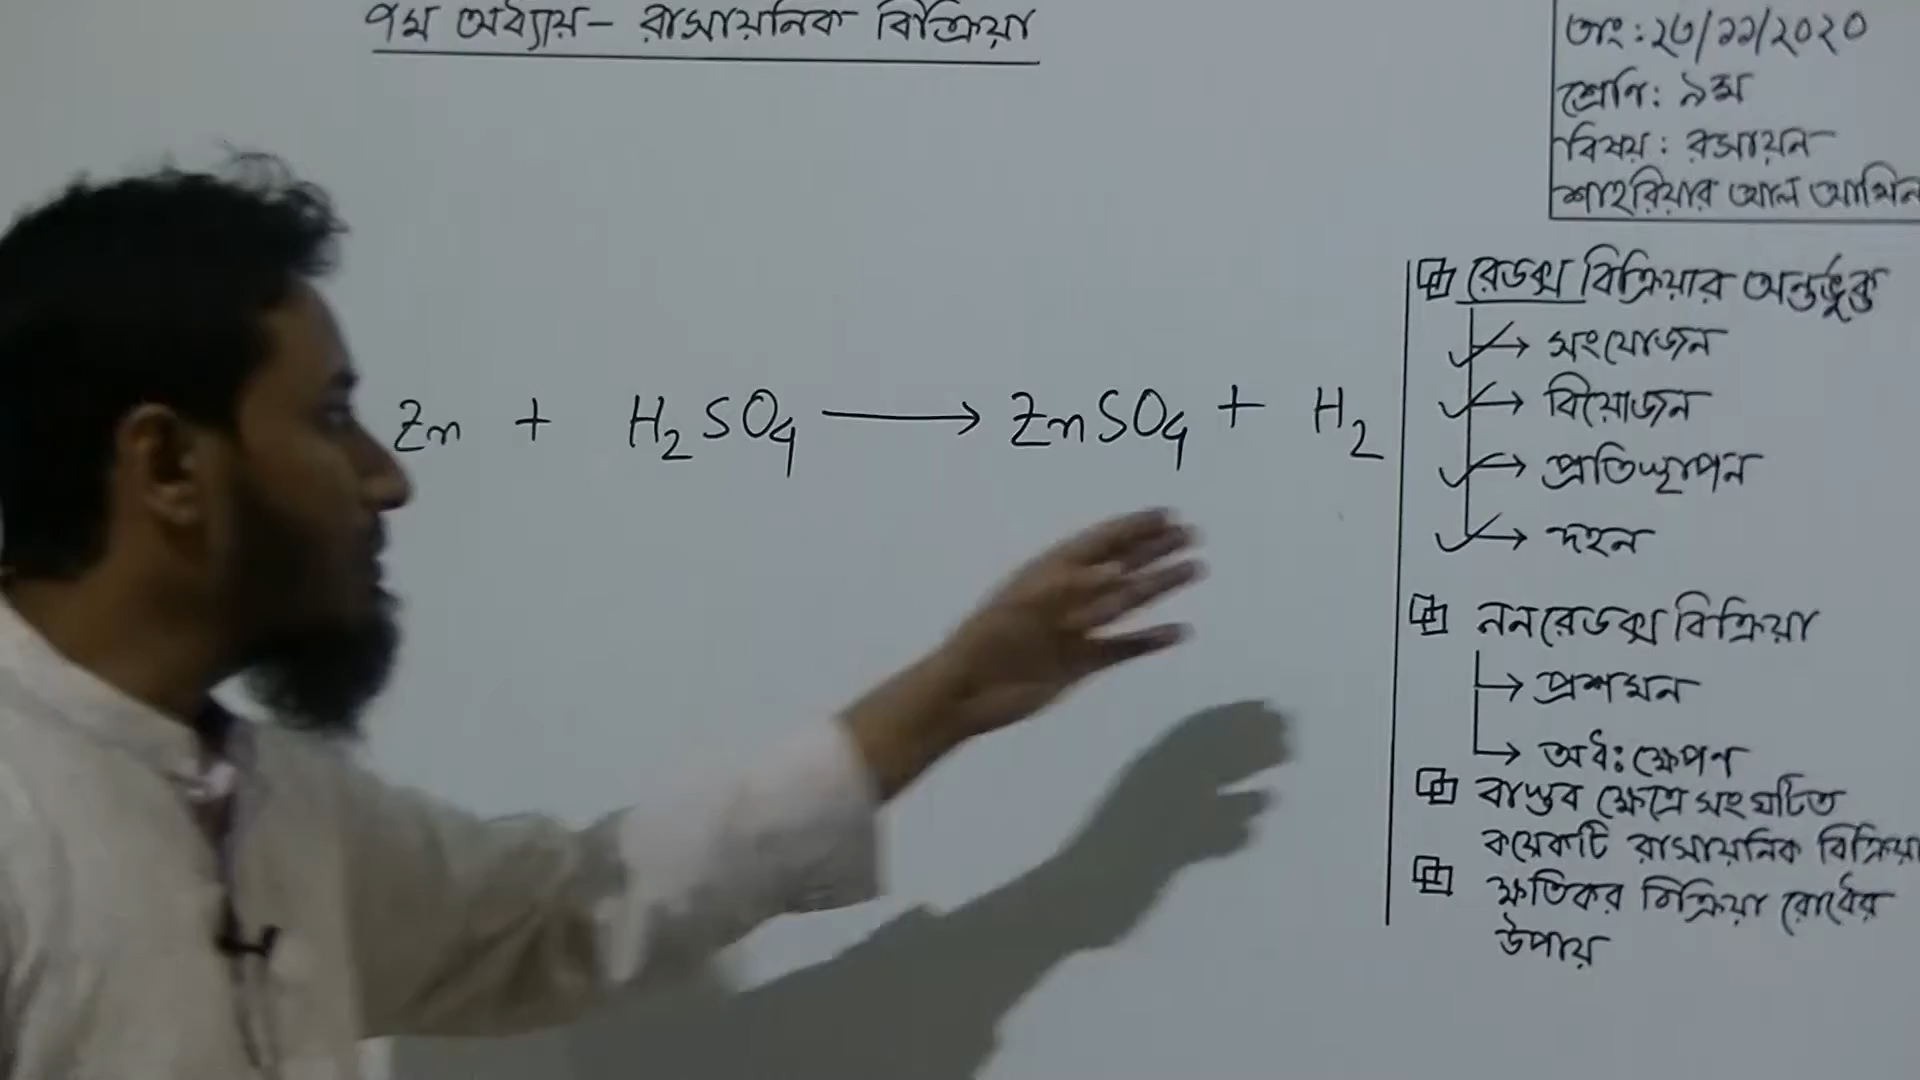 ৭ম অধ্যায় - রাসায়নিক বিক্রিয়া
তাং : ২৩/১১/২০২০
শ্রেণি : ৯ম
বিষয় : রসায়ন
শাহরিয়ার আল আমিন
Zn + H₂SO₄ → ZnSO₄ + H₂
রেডক্স বিক্রিয়ার অন্তর্ভুক্ত
→ সংযোজন
→ বিয়োজন
→ প্রতিস্থাপন
→ দহন
ননরেডক্স বিক্রিয়া
→ প্রশমন
→ অধঃক্ষেপণ
বাস্তব ক্ষেত্রে সংঘটিত
কয়েকটি রাসায়নিক বিক্রিয়া
ক্ষতিকর বিক্রিয়া রোধের
উপায়